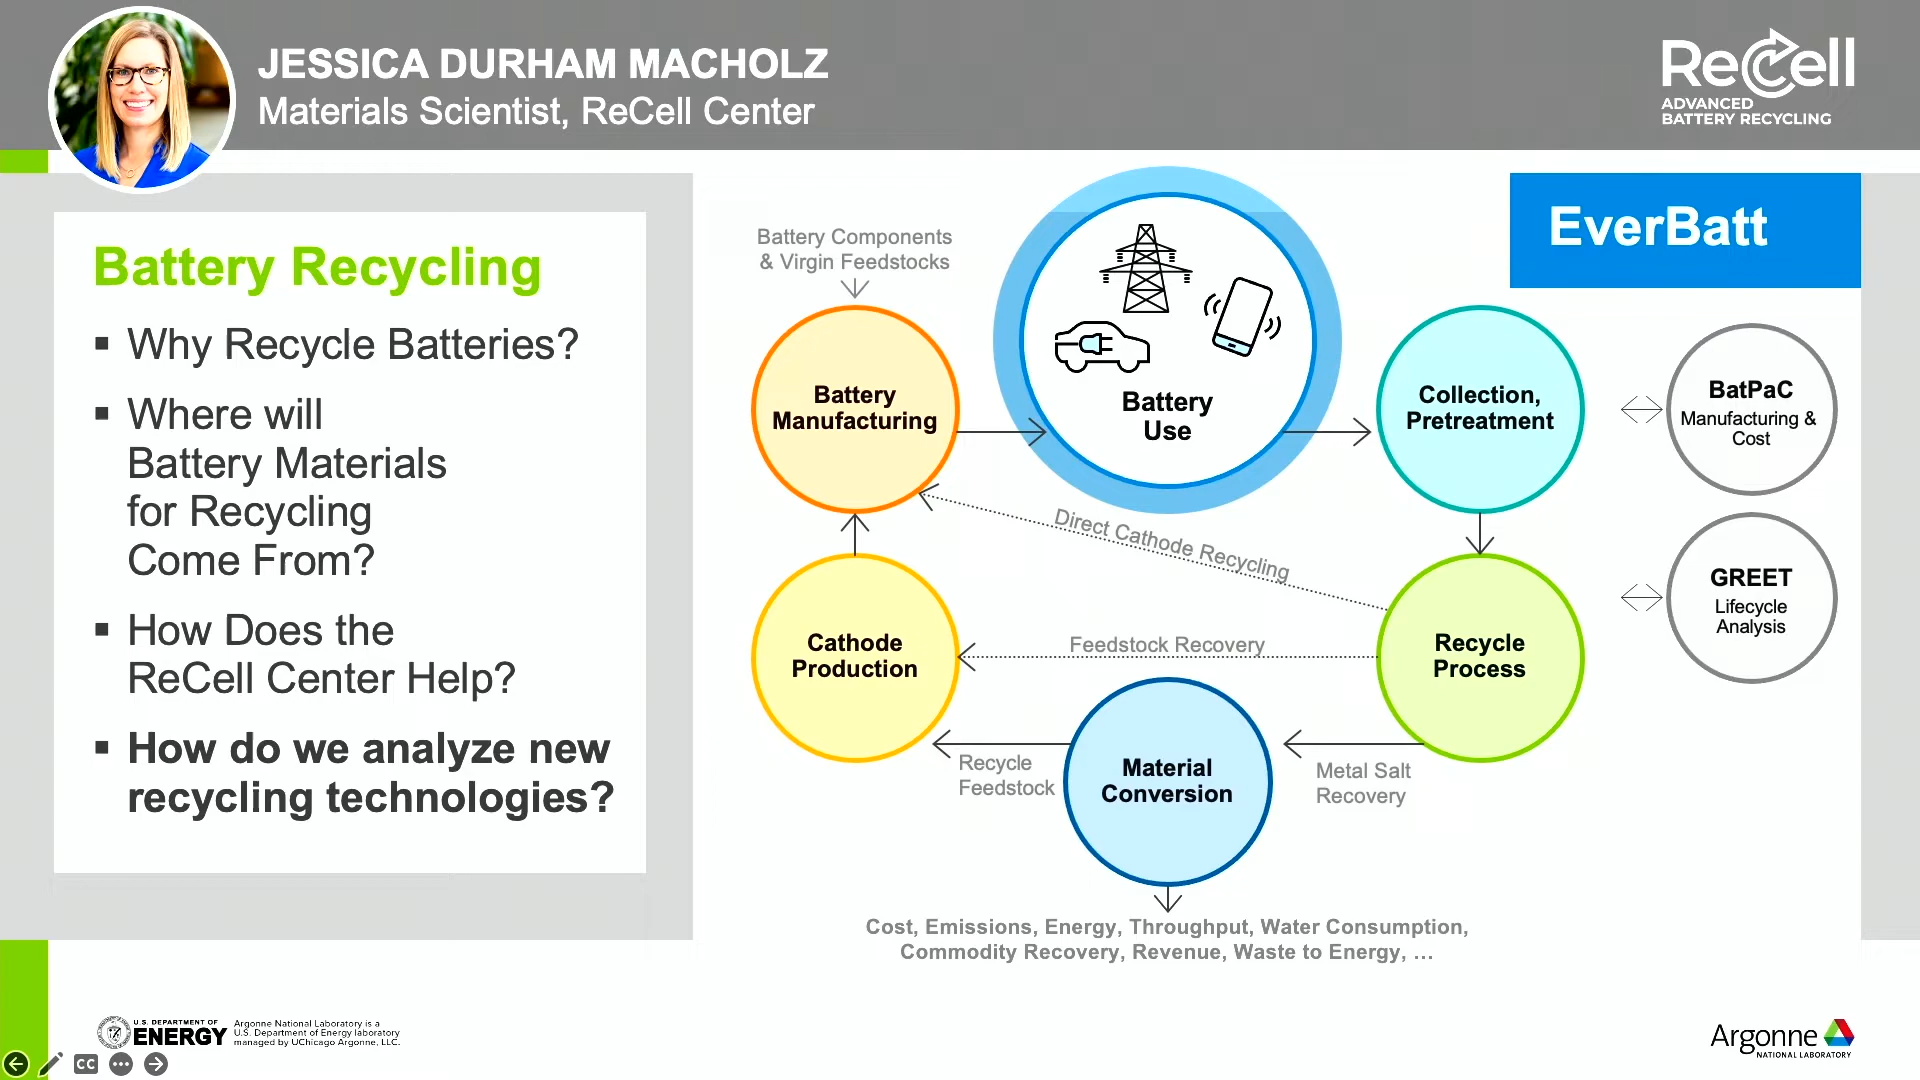 JESSICA DURHAM MACHOLZ
Materials Scientist, ReCell Center
ReCell
ADVANCED
BATTERY RECYCLING
Battery Recycling
▪ Why Recycle Batteries?
▪ Where will
Battery Materials
for Recycling
Come From?
▪ How Does the
ReCell Center Help?
▪ How do we analyze new
recycling technologies?
EverBatt
Battery Components
& Virgin Feedstocks
Battery
Manufacturing
Battery
Use
Collection,
Pretreatment
BatPaC
Manufacturing &
Cost
Direct Cathode Recycling
GREET
Lifecycle
Analysis
Cathode
Production
Feedstock Recovery
Recycle
Process
Recycle
Feedstock
Material
Conversion
Metal Salt
Recovery
Cost, Emissions, Energy, Throughput, Water Consumption,
Commodity Recovery, Revenue, Waste to Energy, …
U.S. DEPARTMENT OF
ENERGY
Argonne National Laboratory is a
U.S. Department of Energy laboratory
managed by UChicago Argonne, LLC.
CC
Argonne
NATIONAL LABORATORY